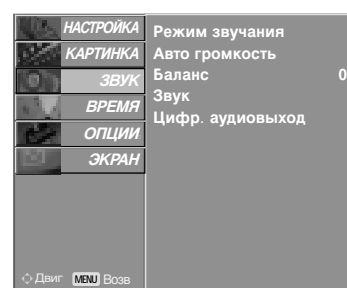 НАСТРОЙКА
КАРТИНКА
ЗВУК
ВРЕМЯ
ОПЦИИ
ЭКРАН
Режим звучания
Авто громкость
Баланс 0
Звук
Цифр. аудиовыход
Двиг MENU Возв